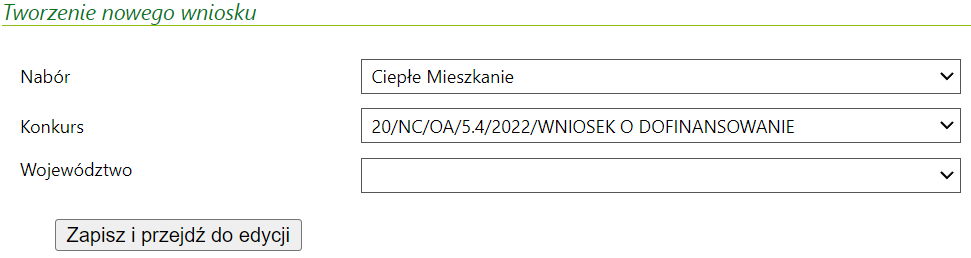 Tworzenie nowego wniosku
Nabór Ciepłe Mieszkanie
Konkurs 20/NC/OA/5.4/2022/WNIOSEK O DOFINANSOWANIE
Województwo
Zapisz i przejdź do edycji